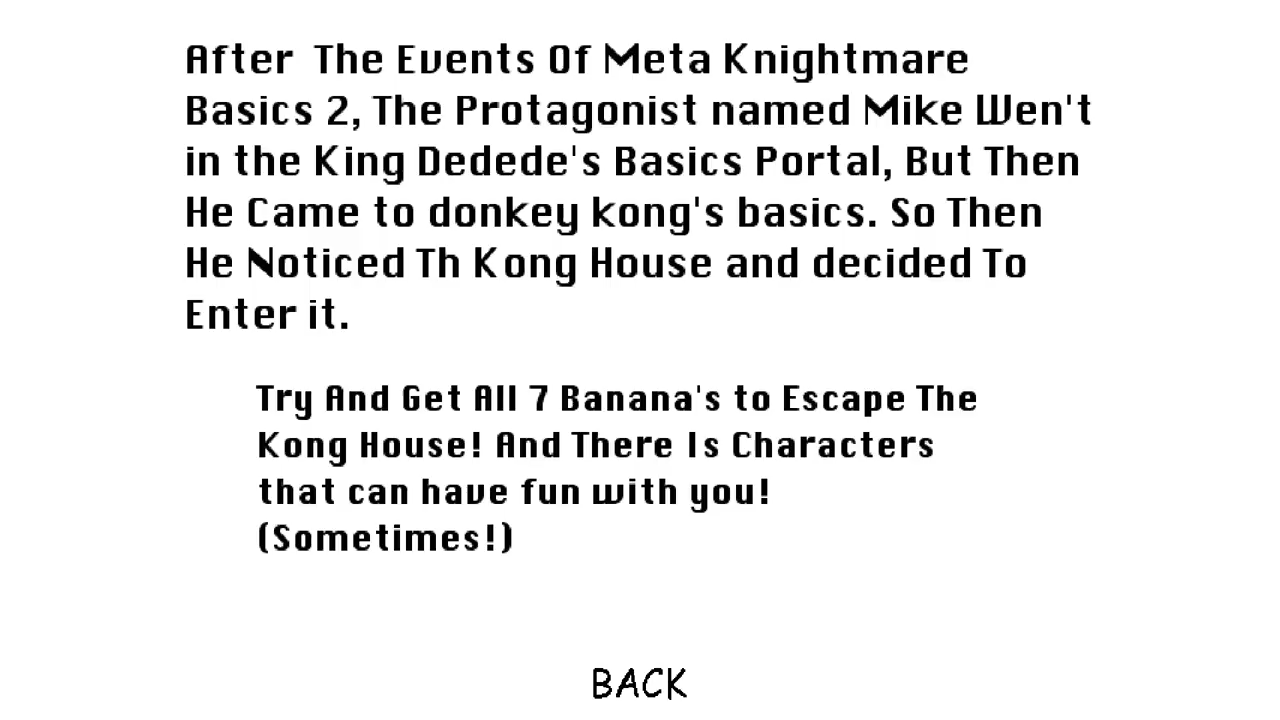 After The Events Of Meta Knightmare
Basics 2, The Protagonist named Mike Wen't
in the King Dedede's Basics Portal, But Then
He Came to donkey kong's basics. So Then
He Noticed Th Kong House and decided To
Enter it.
Try And Get All 7 Banana's to Escape The
Kong House! And There Is Characters
that can have fun with you!
(Sometimes!)
BACK